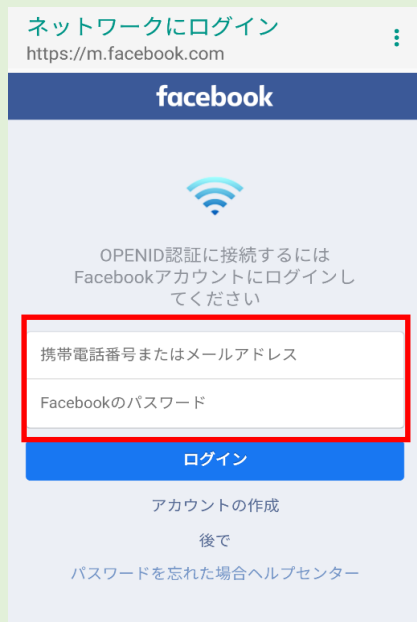 ネットワークにログイン
https://m.facebook.com
facebook
OPENID認証に接続するには
Facebookアカウントにログインし
てください
携帯電話番号またはメールアドレス
Facebookのパスワード
ログイン
アカウントの作成
後で
パスワードを忘れた場合ヘルプセンター